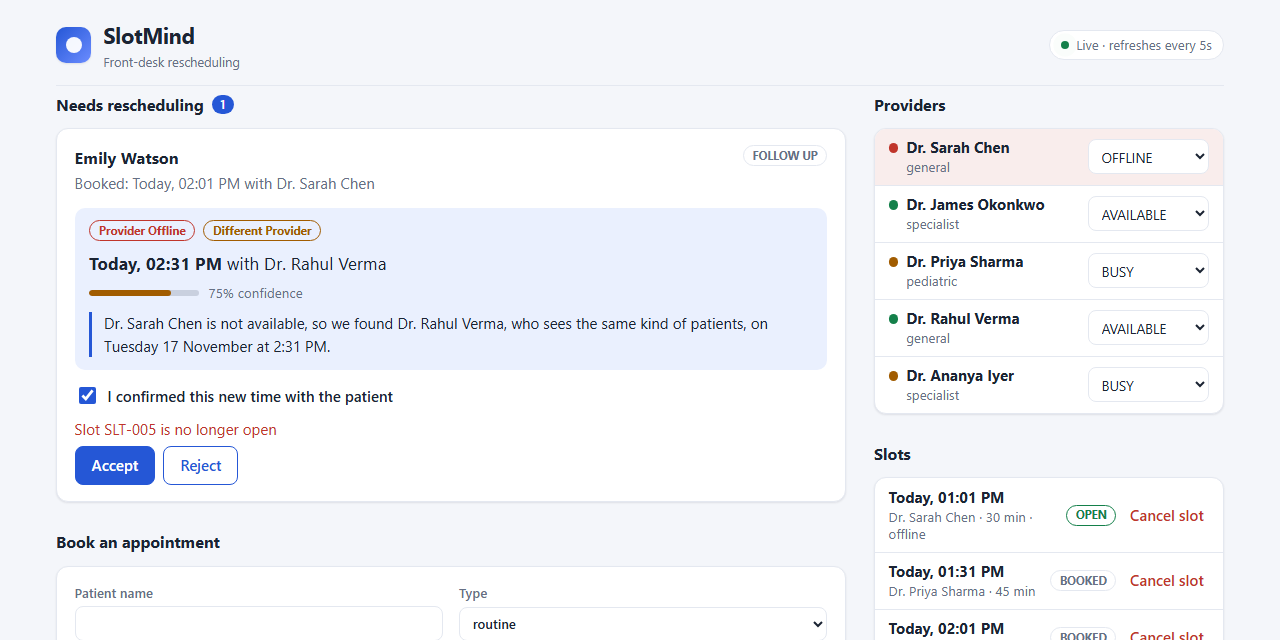 SlotMind
Front-desk rescheduling
Live · refreshes every 5s
Needs rescheduling 1
Emily Watson
FOLLOW UP
Booked: Today, 02:01 PM with Dr. Sarah Chen
Provider Offline
Different Provider
Today, 02:31 PM with Dr. Rahul Verma
75% confidence
Dr. Sarah Chen is not available, so we found Dr. Rahul Verma, who sees the same kind of patients, on
Tuesday 17 November at 2:31 PM.
I confirmed this new time with the patient
Slot SLT-005 is no longer open
Accept
Reject
Book an appointment
Patient name
Type
routine
Providers
Dr. Sarah Chen
general
OFFLINE
Dr. James Okonkwo
specialist
AVAILABLE
Dr. Priya Sharma
pediatric
BUSY
Dr. Rahul Verma
general
AVAILABLE
Dr. Ananya Iyer
specialist
BUSY
Slots
Today, 01:01 PM
Dr. Sarah Chen · 30 min ·
offline
OPEN
Cancel slot
Today, 01:31 PM
Dr. Priya Sharma · 45 min
BOOKED
Cancel slot
Today, 02:01 PM
BOOKED
Cancel slot